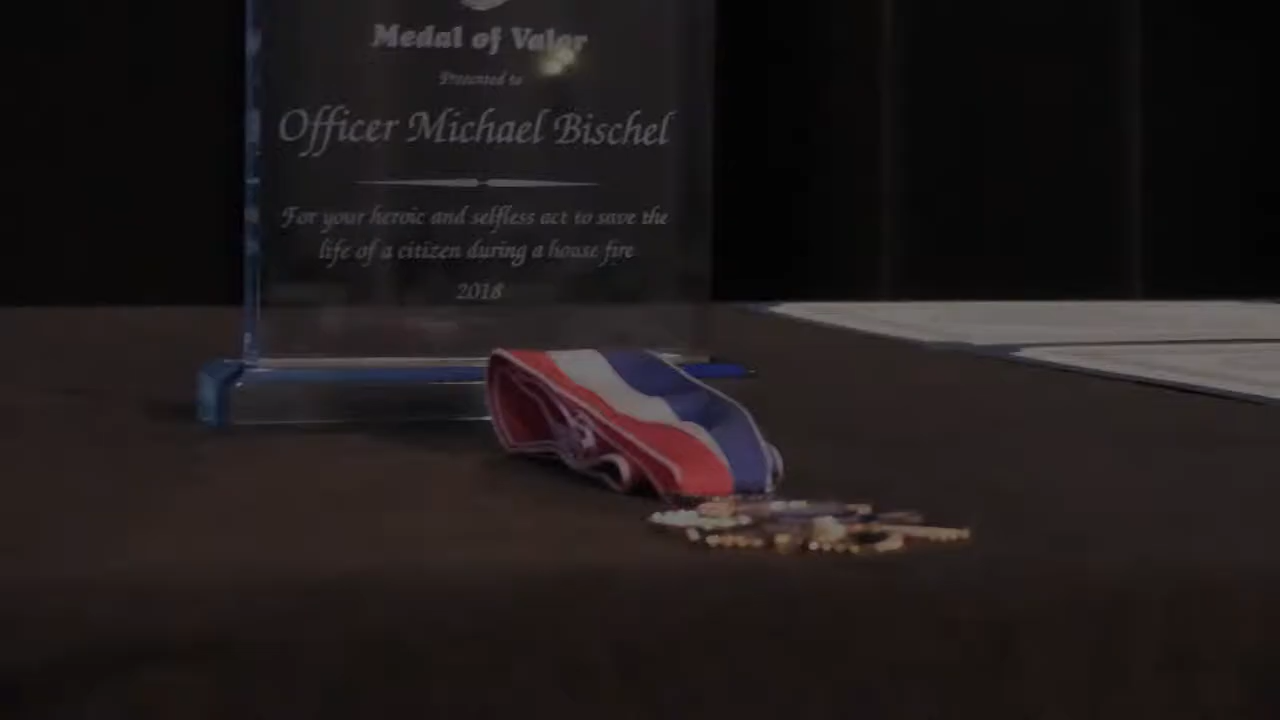 Medal of Valor
Presented to
Officer Michael Bischel
For your heroic and selfless act to save the
life of a citizen during a house fire
2018